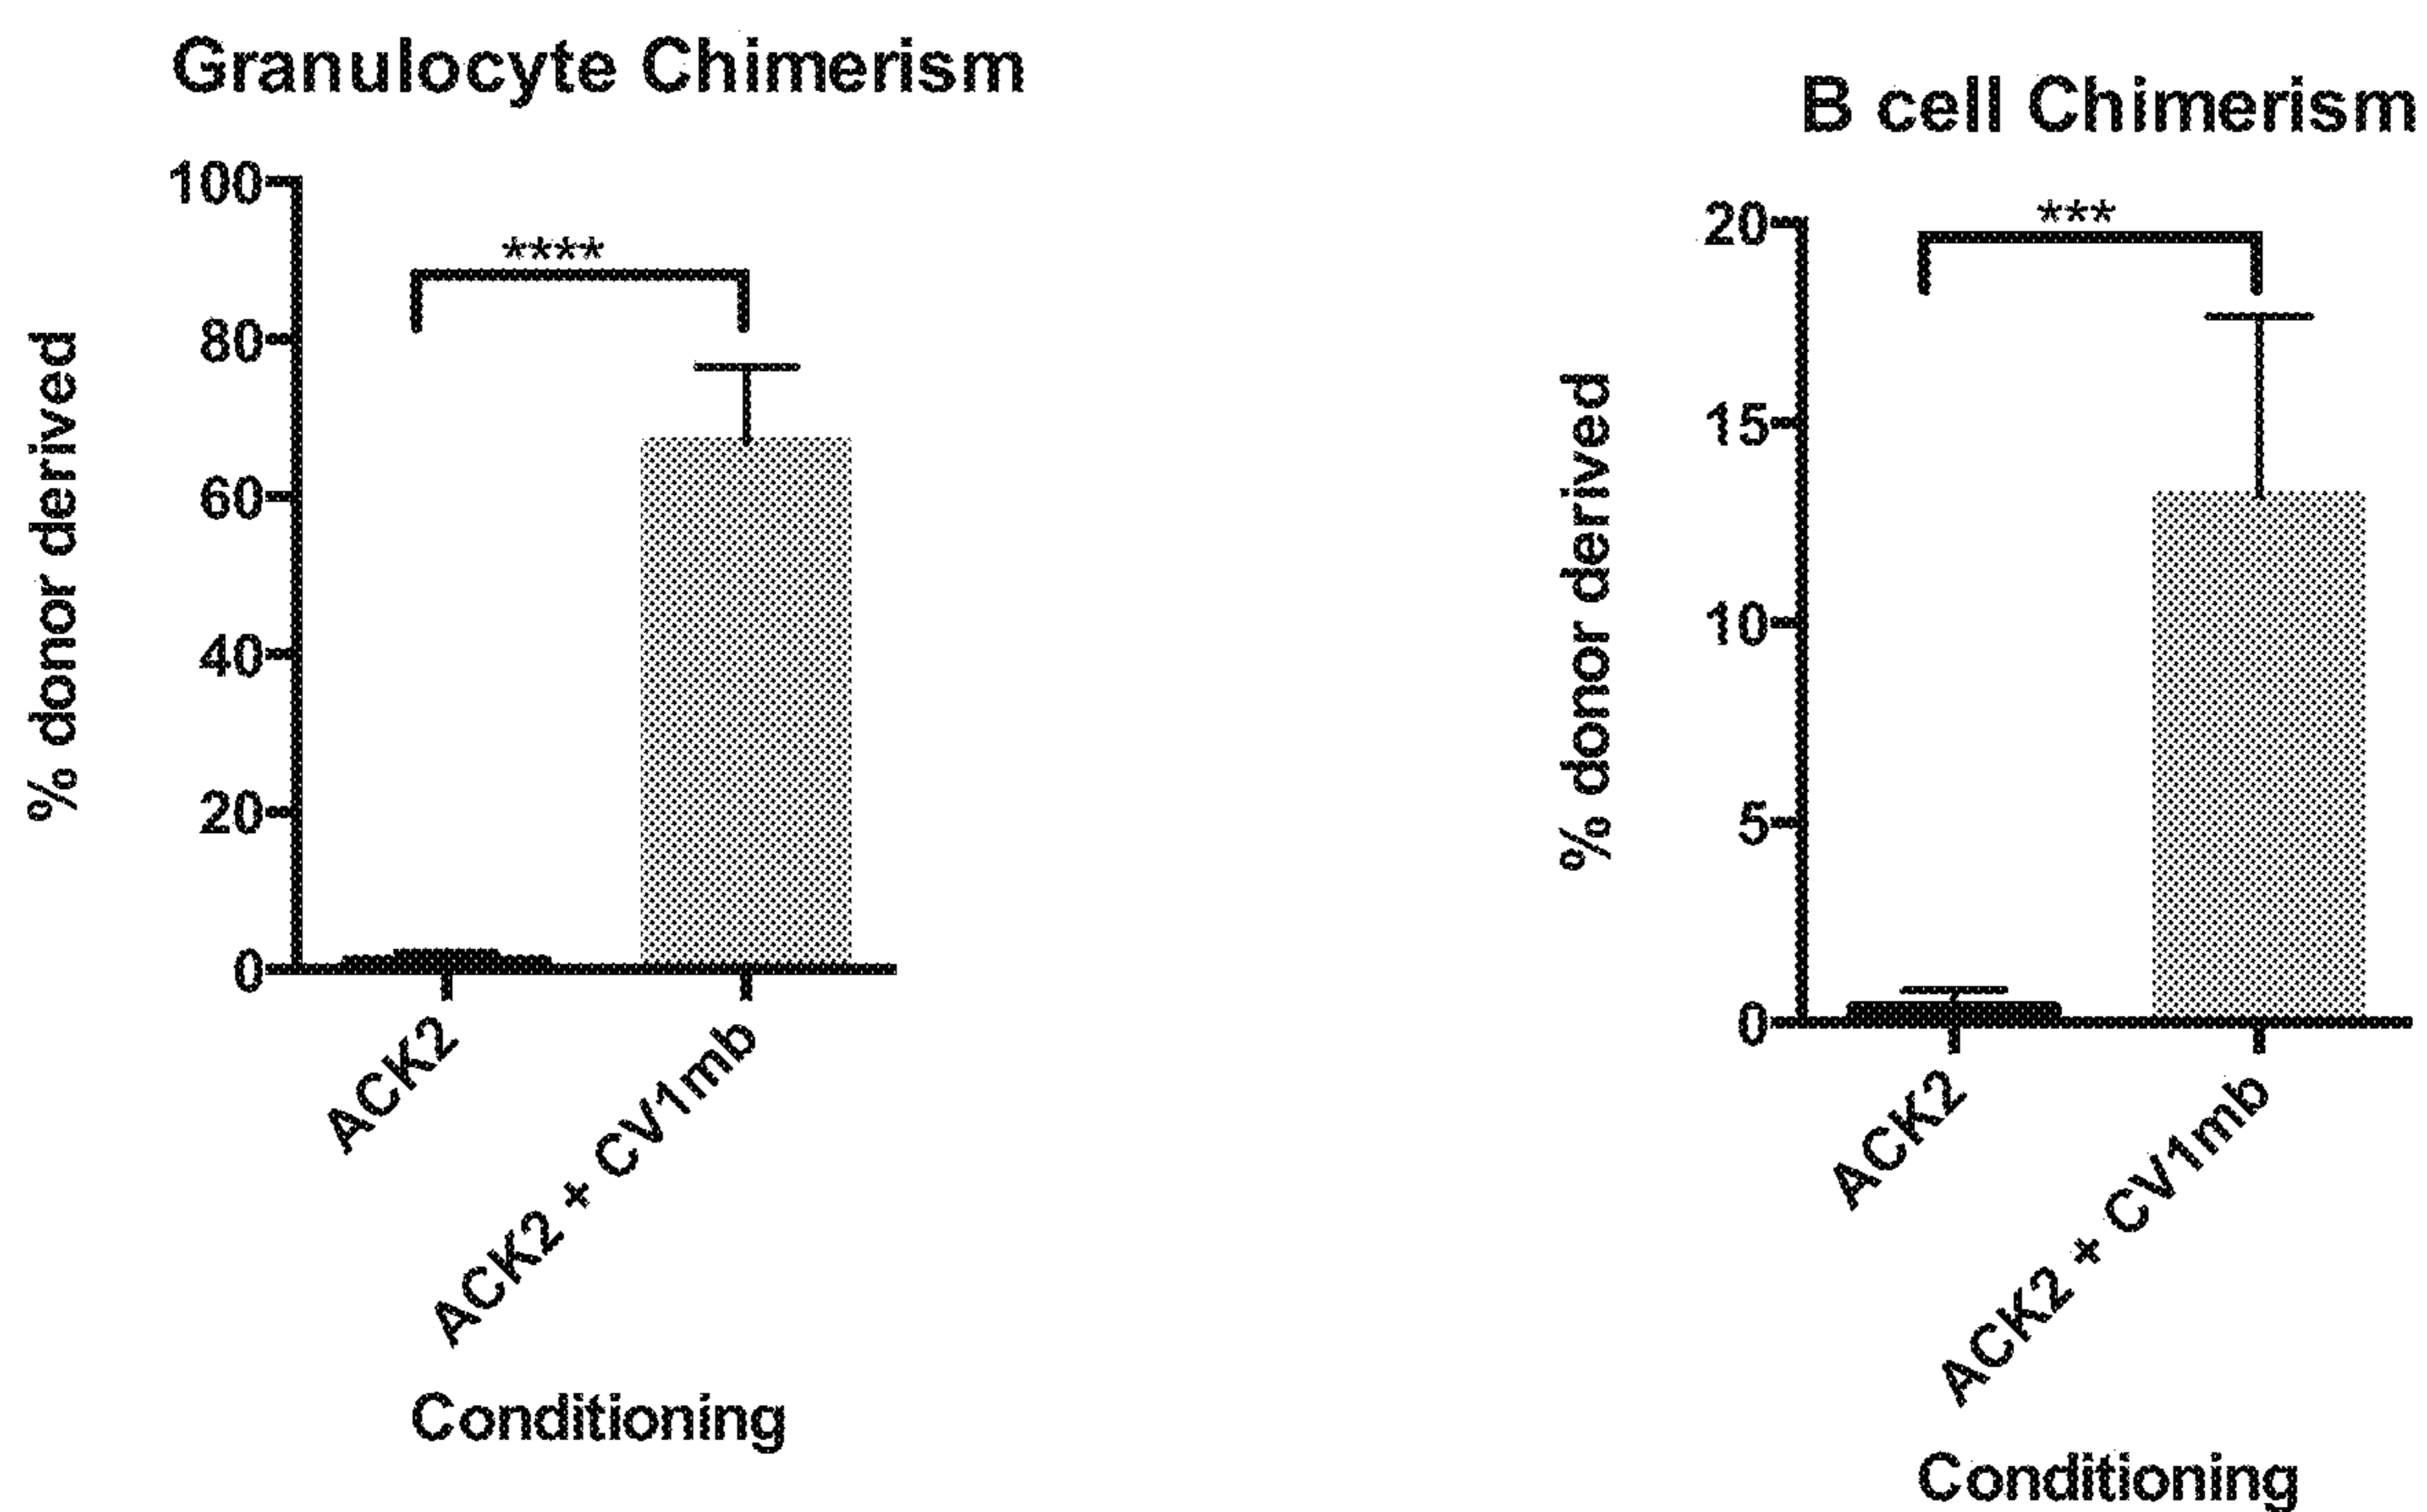 Granulocyte Chimerism
% donor derived
100
80
60
40
20
0
****
ACK2
ACK2 + CV1mb
Conditioning
B cell Chimerism
% donor derived
20
15
10
5
0
***
ACK2
ACK2 + CV1mb
Conditioning